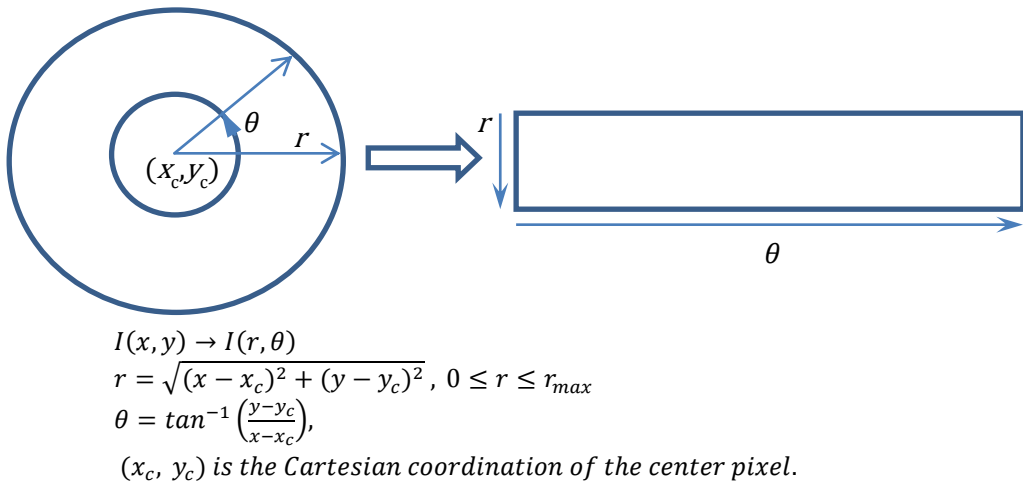 θ
r
(x_c,y_c)
r
θ
I(x, y) → I(r, θ)
r = √((x − x_c)² + (y − y_c)²) , 0 ≤ r ≤ r_max
θ = tan⁻¹ ((y−y_c)/(x−x_c)),
(x_c, y_c) is the Cartesian coordination of the center pixel.